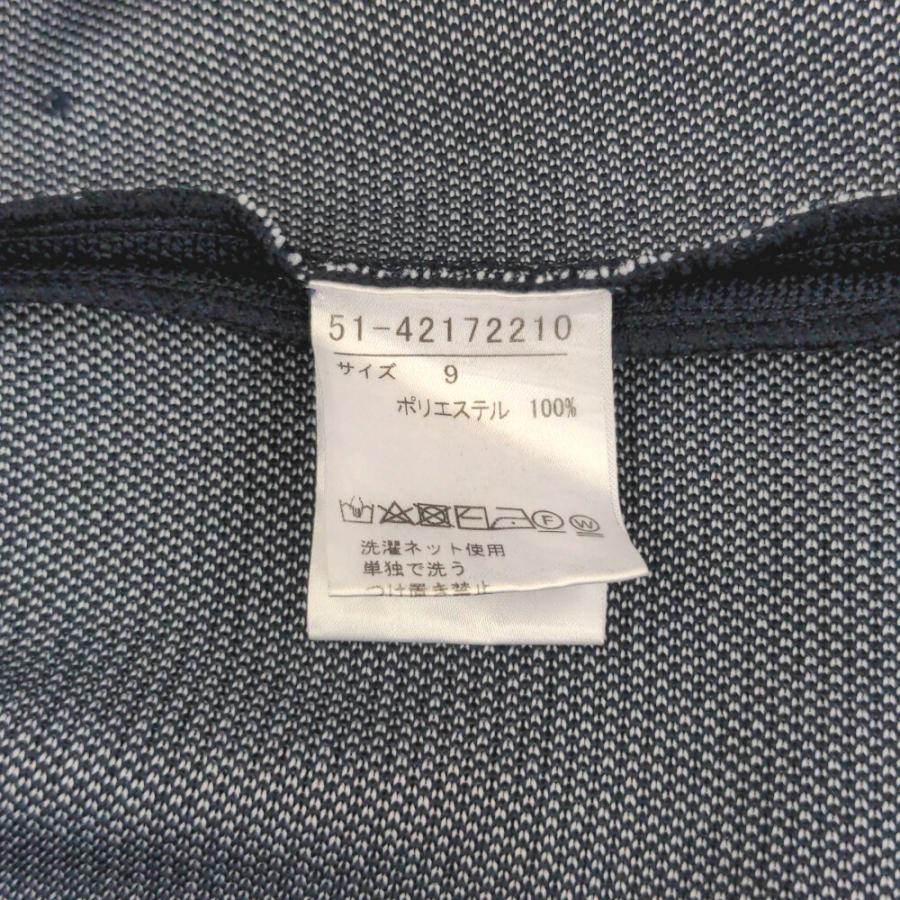 51-42172210
サイズ 9
ポリエステル 100%
F W
洗濯ネット使用
単独で洗う
つけ置き禁止